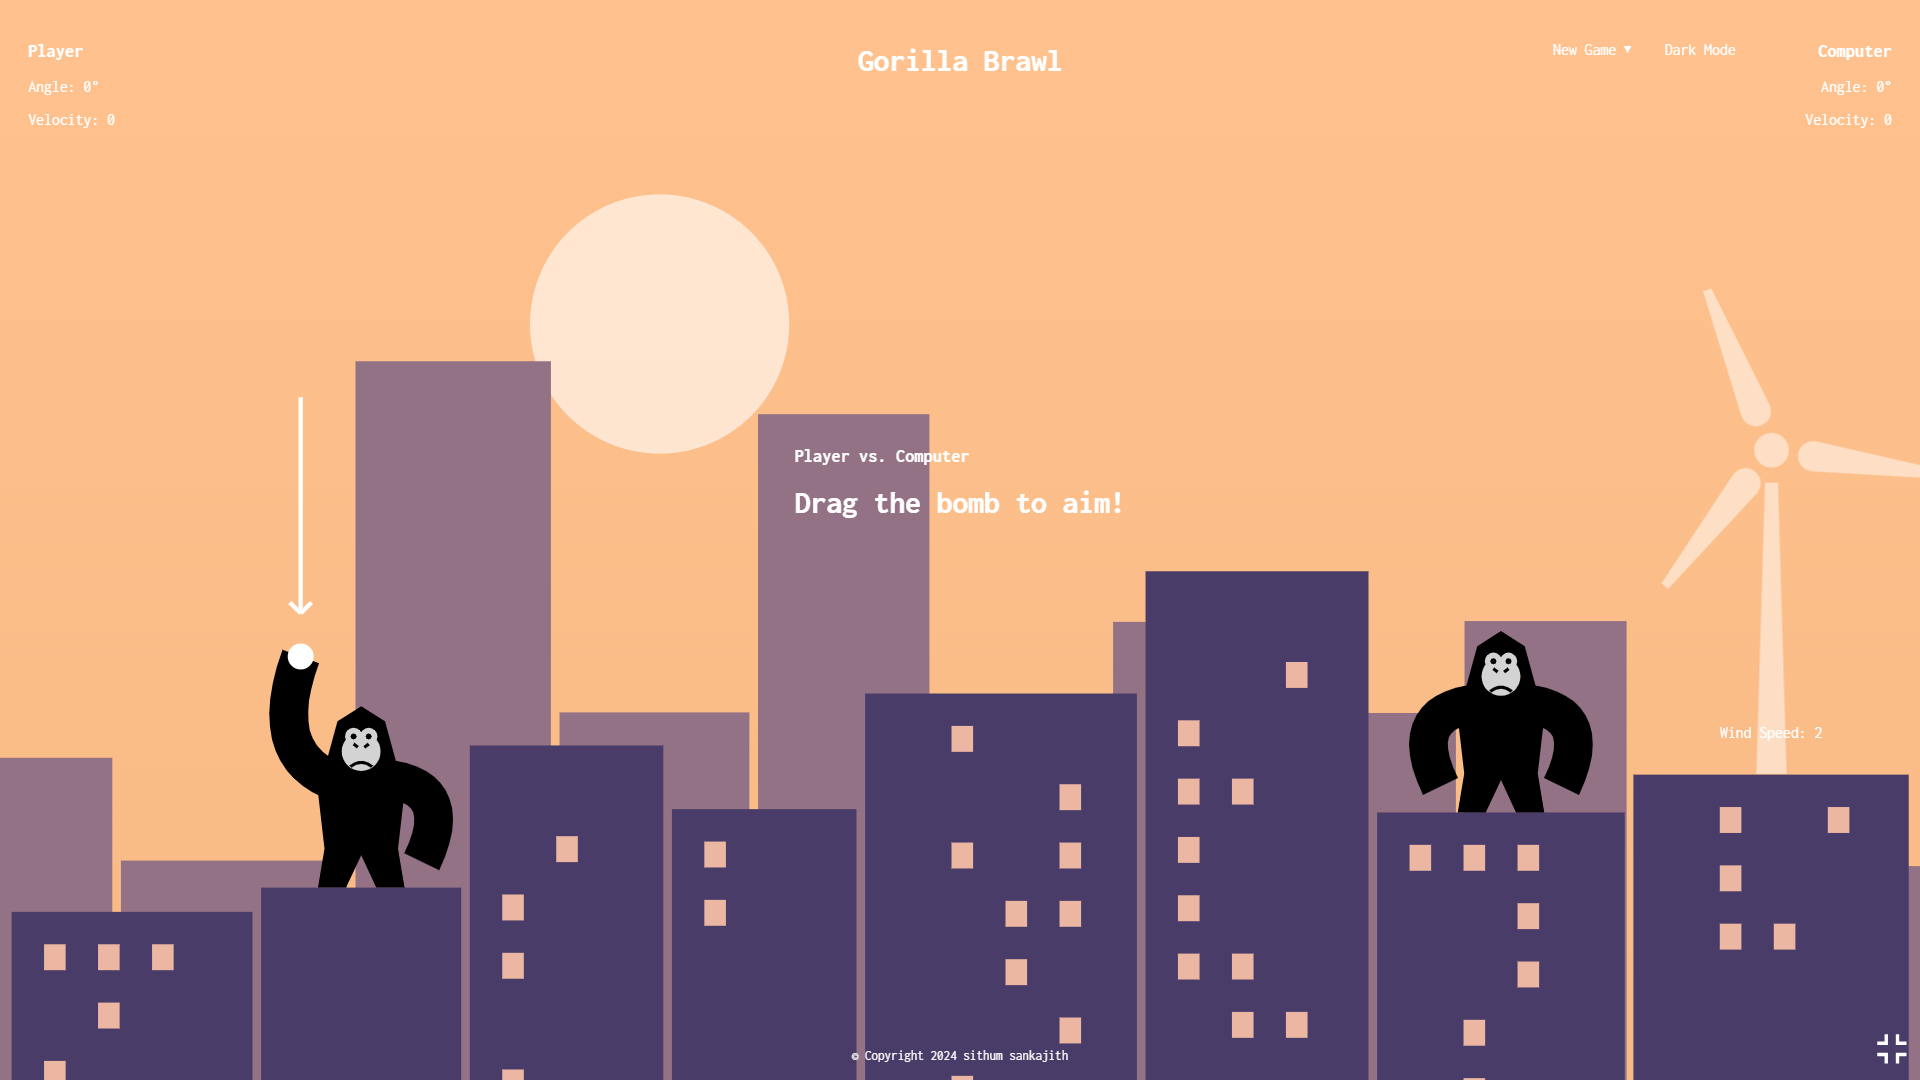 Player
Angle: 0°
Velocity: 0
Gorilla Brawl
New Game ▼
Dark Mode
Computer
Angle: 0°
Velocity: 0
Player vs. Computer
Drag the bomb to aim!
Wind Speed: 2
© Copyright 2024 sithum sankajith